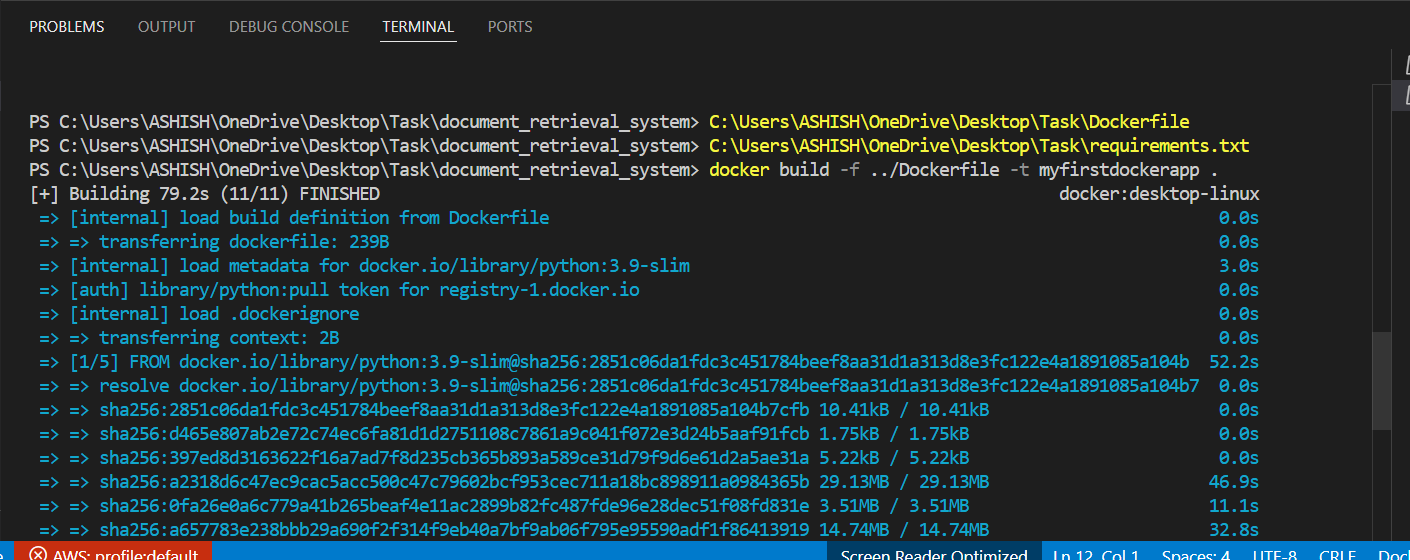 PROBLEMS OUTPUT DEBUG CONSOLE TERMINAL PORTS
PS C:\Users\ASHISH\OneDrive\Desktop\Task\document_retrieval_system> C:\Users\ASHISH\OneDrive\Desktop\Task\Dockerfile
PS C:\Users\ASHISH\OneDrive\Desktop\Task\document_retrieval_system> C:\Users\ASHISH\OneDrive\Desktop\Task\requirements.txt
PS C:\Users\ASHISH\OneDrive\Desktop\Task\document_retrieval_system> docker build -f ../Dockerfile -t myfirstdockerapp .
[+] Building 79.2s (11/11) FINISHED docker:desktop-linux
=> [internal] load build definition from Dockerfile 0.0s
=> => transferring dockerfile: 239B 0.0s
=> [internal] load metadata for docker.io/library/python:3.9-slim 3.0s
=> [auth] library/python:pull token for registry-1.docker.io 0.0s
=> [internal] load .dockerignore 0.0s
=> => transferring context: 2B 0.0s
=> [1/5] FROM docker.io/library/python:3.9-slim@sha256:2851c06da1fdc3c451784beef8aa31d1a313d8e3fc122e4a1891085a104b 52.2s
=> => resolve docker.io/library/python:3.9-slim@sha256:2851c06da1fdc3c451784beef8aa31d1a313d8e3fc122e4a1891085a104b7 0.0s
=> => sha256:2851c06da1fdc3c451784beef8aa31d1a313d8e3fc122e4a1891085a104b7cfb 10.41kB / 10.41kB 0.0s
=> => sha256:d465e807ab2e72c74ec6fa81d1d2751108c7861a9c041f072e3d24b5aaf91fcb 1.75kB / 1.75kB 0.0s
=> => sha256:397ed8d3163622f16a7ad7f8d235cb365b893a589ce31d79f9d6e61d2a5ae31a 5.22kB / 5.22kB 0.0s
=> => sha256:a2318d6c47ec9cac5acc500c47c79602bcf953cec711a18bc898911a0984365b 29.13MB / 29.13MB 46.9s
=> => sha256:0fa26e0a6c779a41b265beaf4e11ac2899b82fc487fde96e28dec51f08fd831e 3.51MB / 3.51MB 11.1s
=> => sha256:a657783e238bbb29a690f2f314f9eb40a7bf9ab06f795e95590adf1f86413919 14.74MB / 14.74MB 32.8s
AWS: profile:default Screen Reader Optimized Ln 12, Col 1 Spaces: 4 UTF-8 CRLF